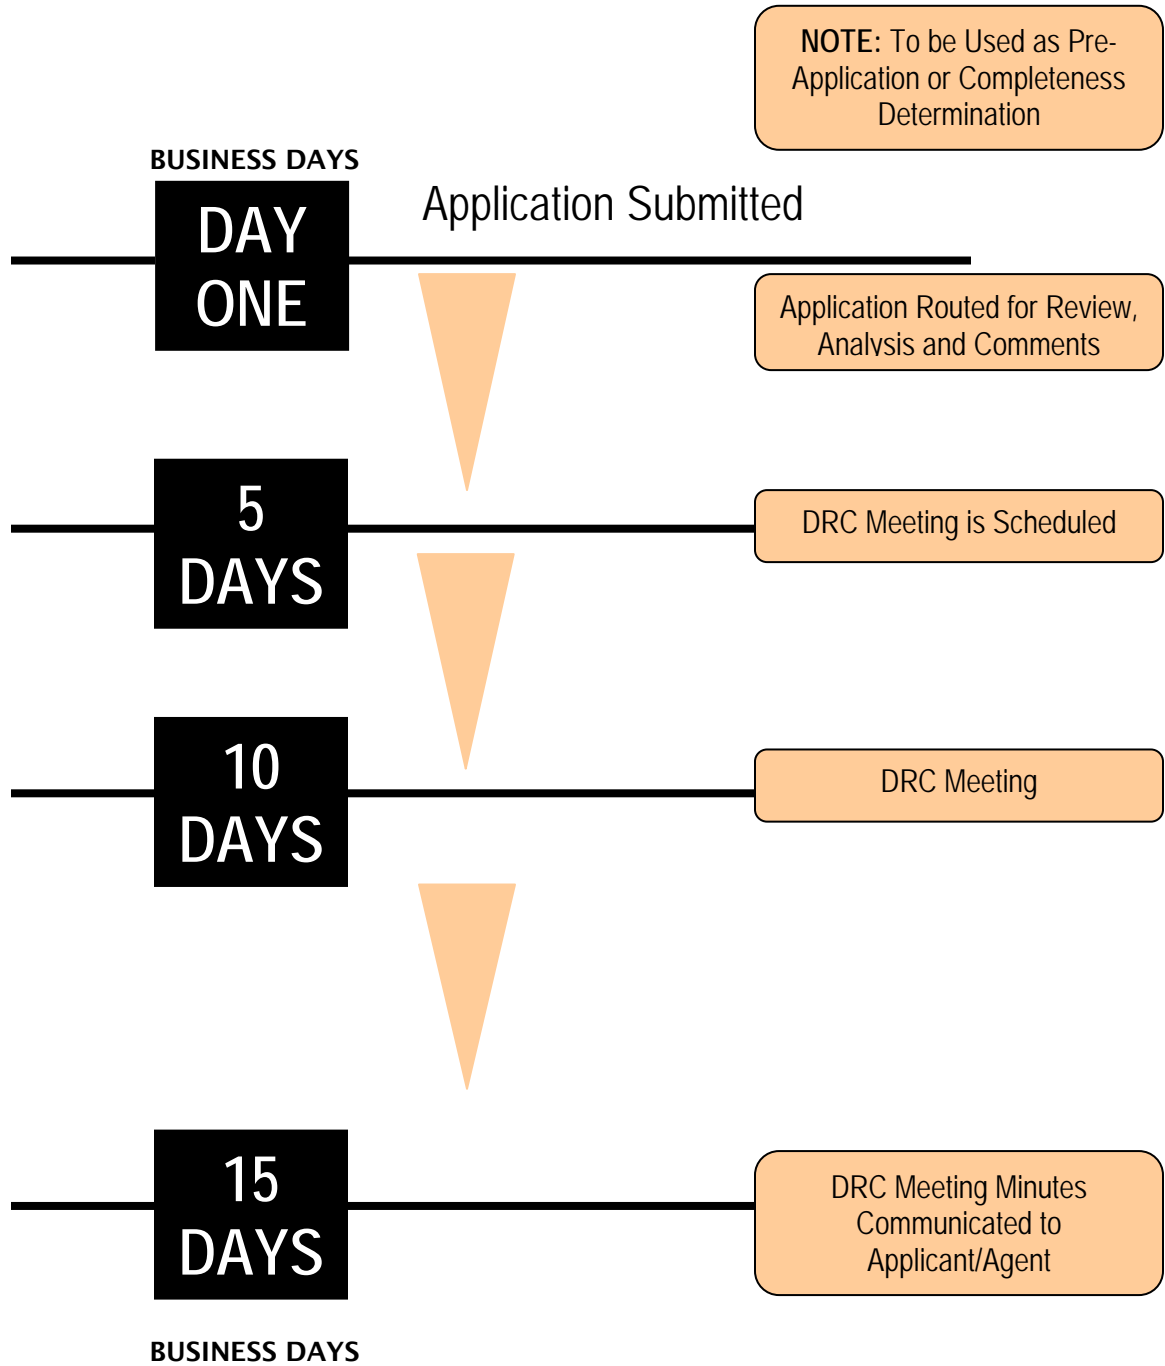 NOTE: To be Used as Pre-
Application or Completeness
Determination
BUSINESS DAYS
DAY
ONE
Application Submitted
Application Routed for Review,
Analysis and Comments
5
DAYS
DRC Meeting is Scheduled
10
DAYS
DRC Meeting
15
DAYS
DRC Meeting Minutes
Communicated to
Applicant/Agent
BUSINESS DAYS